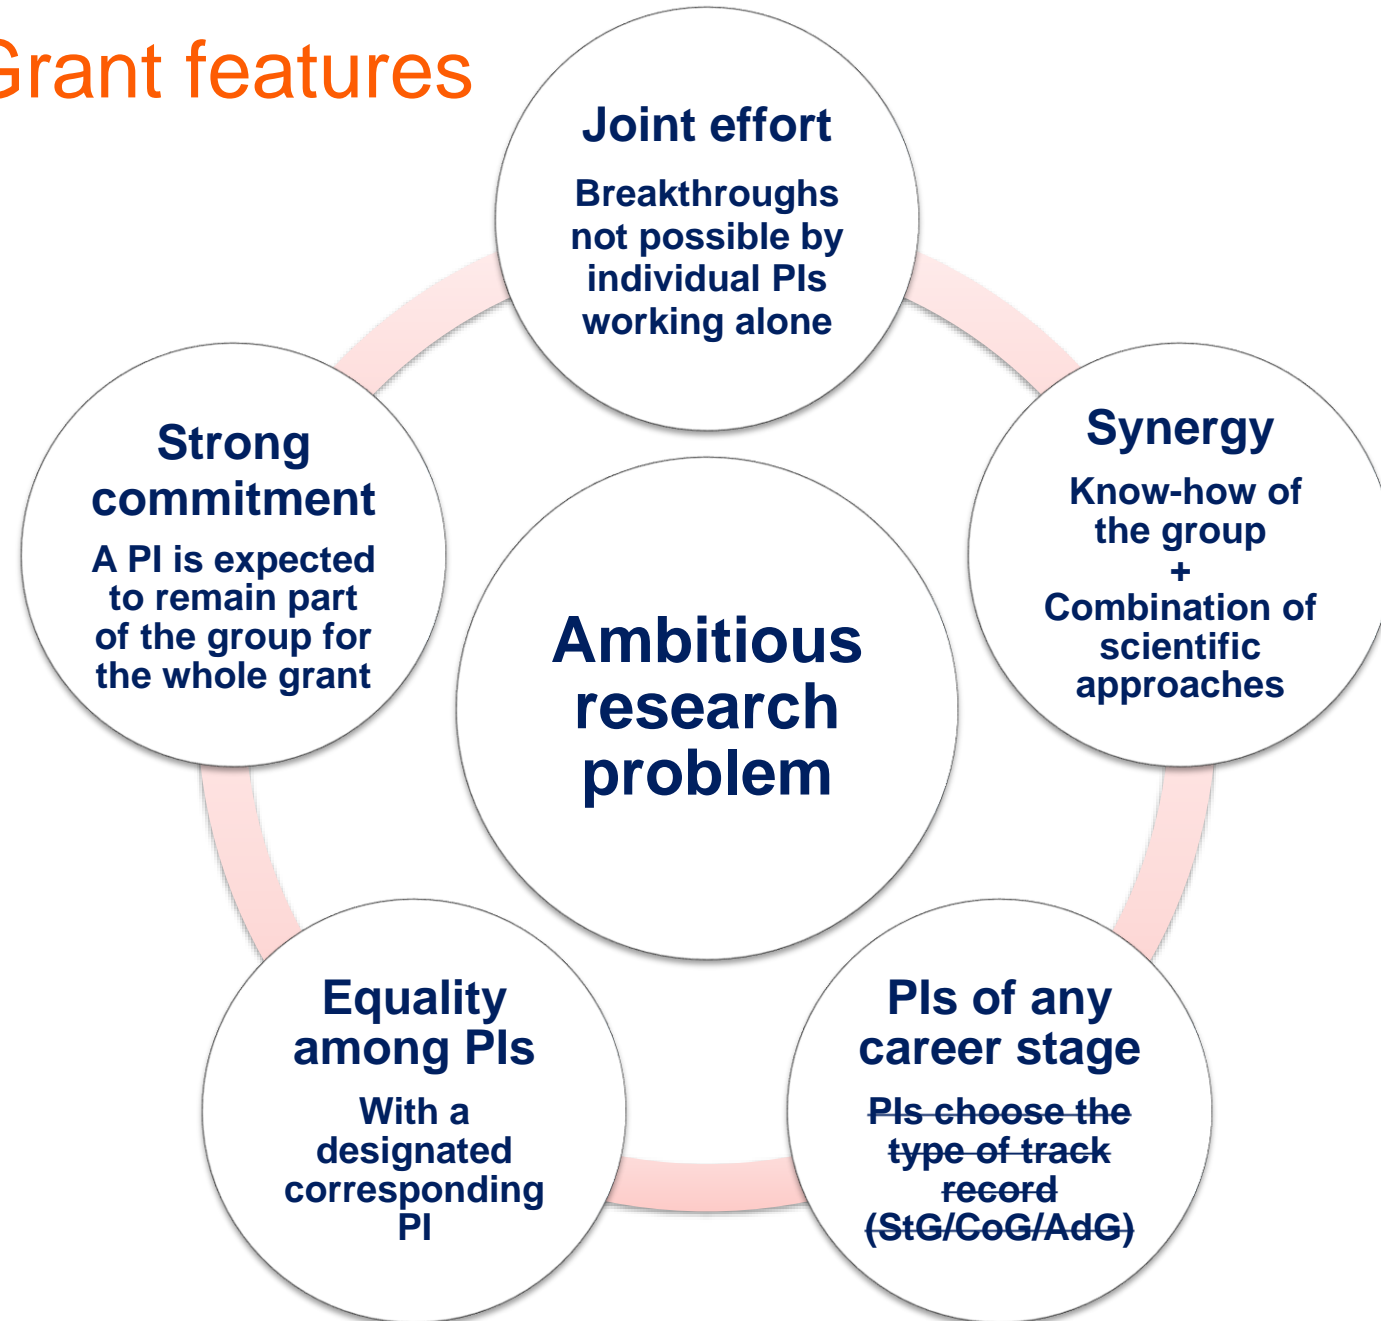 Grant features
Joint effort
Breakthroughs
not possible by
individual PIs
working alone
Synergy
Know-how of
the group
+
Combination of
scientific
approaches
PIs of any
career stage
PIs choose the
type of track
record
(StG/CoG/AdG)
Equality
among PIs
With a
designated
corresponding
PI
Strong
commitment
A PI is expected
to remain part
of the group for
the whole grant
Ambitious
research
problem